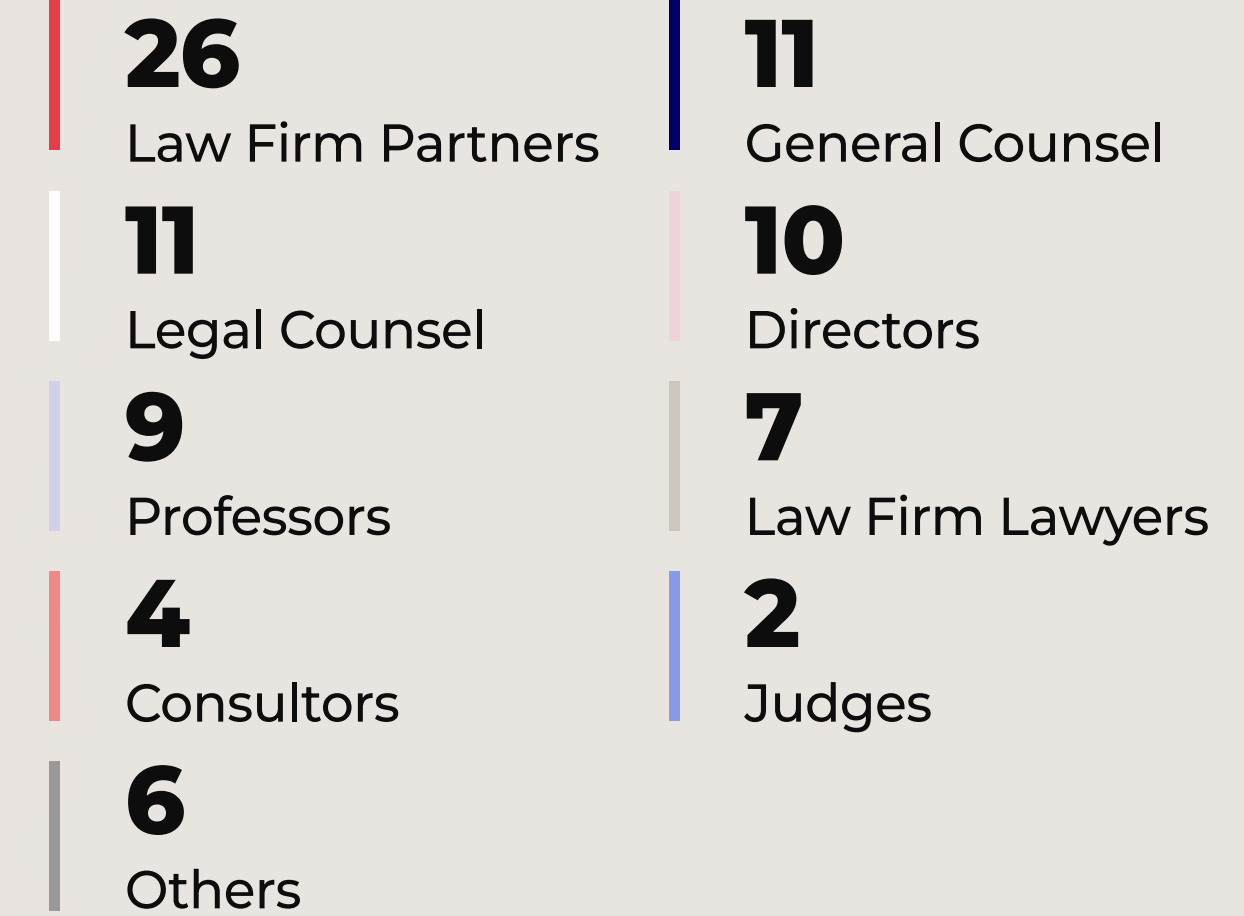 26
Law Firm Partners
11
General Counsel
11
Legal Counsel
10
Directors
9
Professors
7
Law Firm Lawyers
4
Consultors
2
Judges
6
Others